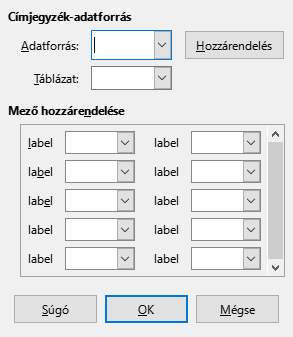 Címjegyzék-adatforrás
Adatforrás: Hozzárendelés
Táblázat:
Mező hozzárendelése
label label
label label
label label
label label
label label
Súgó OK Mégse